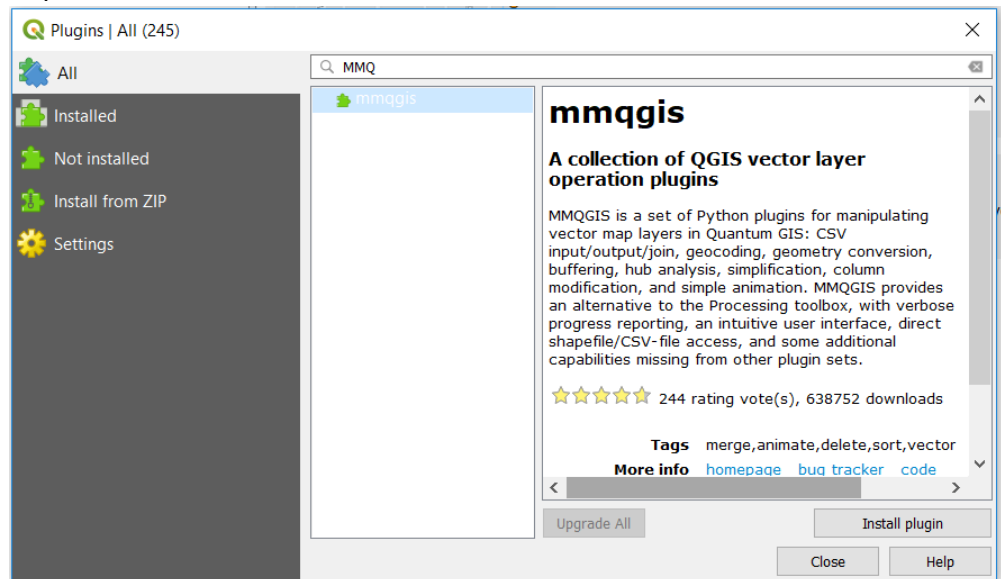 Plugins | All (245)
All
Installed
Not installed
Install from ZIP
Settings
MMQ
mmqgis
mmqgis
A collection of QGIS vector layer
operation plugins
MMQGIS is a set of Python plugins for manipulating
vector map layers in Quantum GIS: CSV
input/output/join, geocoding, geometry conversion,
buffering, hub analysis, simplification, column
modification, and simple animation. MMQGIS provides
an alternative to the Processing toolbox, with verbose
progress reporting, an intuitive user interface, direct
shapefile/CSV-file access, and some additional
capabilities missing from other plugin sets.
244 rating vote(s), 638752 downloads
Tags merge,animate,delete,sort,vector
More info homepage bug tracker code
Upgrade All
Install plugin
Close
Help